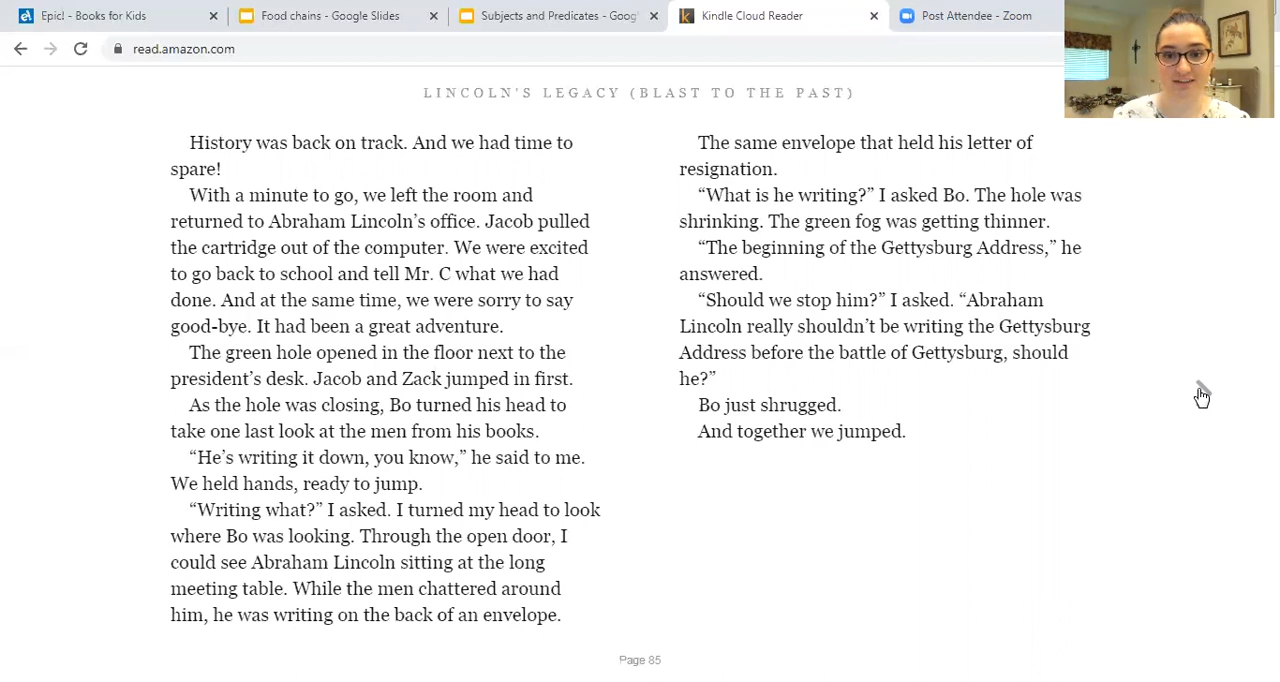 Epic! - Books for Kids
Food chains - Google Slides
Subjects and Predicates - Goog
Kindle Cloud Reader
Post Attendee - Zoom
read.amazon.com
LINCOLN'S LEGACY (BLAST TO THE PAST)
History was back on track. And we had time to
spare!
With a minute to go, we left the room and
returned to Abraham Lincoln’s office. Jacob pulled
the cartridge out of the computer. We were excited
to go back to school and tell Mr. C what we had
done. And at the same time, we were sorry to say
good-bye. It had been a great adventure.
The green hole opened in the floor next to the
president’s desk. Jacob and Zack jumped in first.
As the hole was closing, Bo turned his head to
take one last look at the men from his books.
“He’s writing it down, you know,” he said to me.
We held hands, ready to jump.
“Writing what?” I asked. I turned my head to look
where Bo was looking. Through the open door, I
could see Abraham Lincoln sitting at the long
meeting table. While the men chattered around
him, he was writing on the back of an envelope.
The same envelope that held his letter of
resignation.
“What is he writing?” I asked Bo. The hole was
shrinking. The green fog was getting thinner.
“The beginning of the Gettysburg Address,” he
answered.
“Should we stop him?” I asked. “Abraham
Lincoln really shouldn’t be writing the Gettysburg
Address before the battle of Gettysburg, should
he?”
Bo just shrugged.
And together we jumped.
Page 85